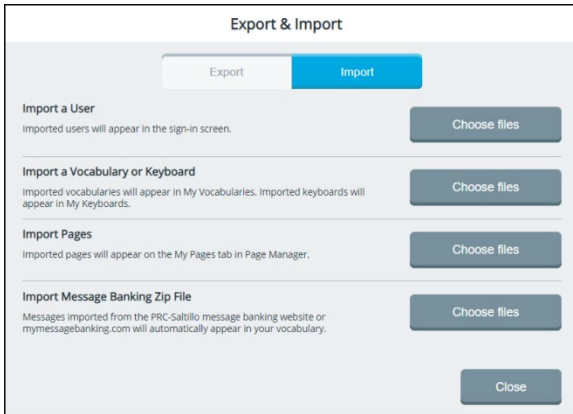 Export & Import
Export
Import
Import a User
Imported users will appear in the sign-in screen.
Choose files
Import a Vocabulary or Keyboard
Imported vocabularies will appear in My Vocabularies. Imported keyboards will
appear in My Keyboards.
Choose files
Import Pages
Imported pages will appear on the My Pages tab in Page Manager.
Choose files
Import Message Banking Zip File
Messages imported from the PRC-Saltillo message banking website or
mymessagebanking.com will automatically appear in your vocabulary.
Choose files
Close